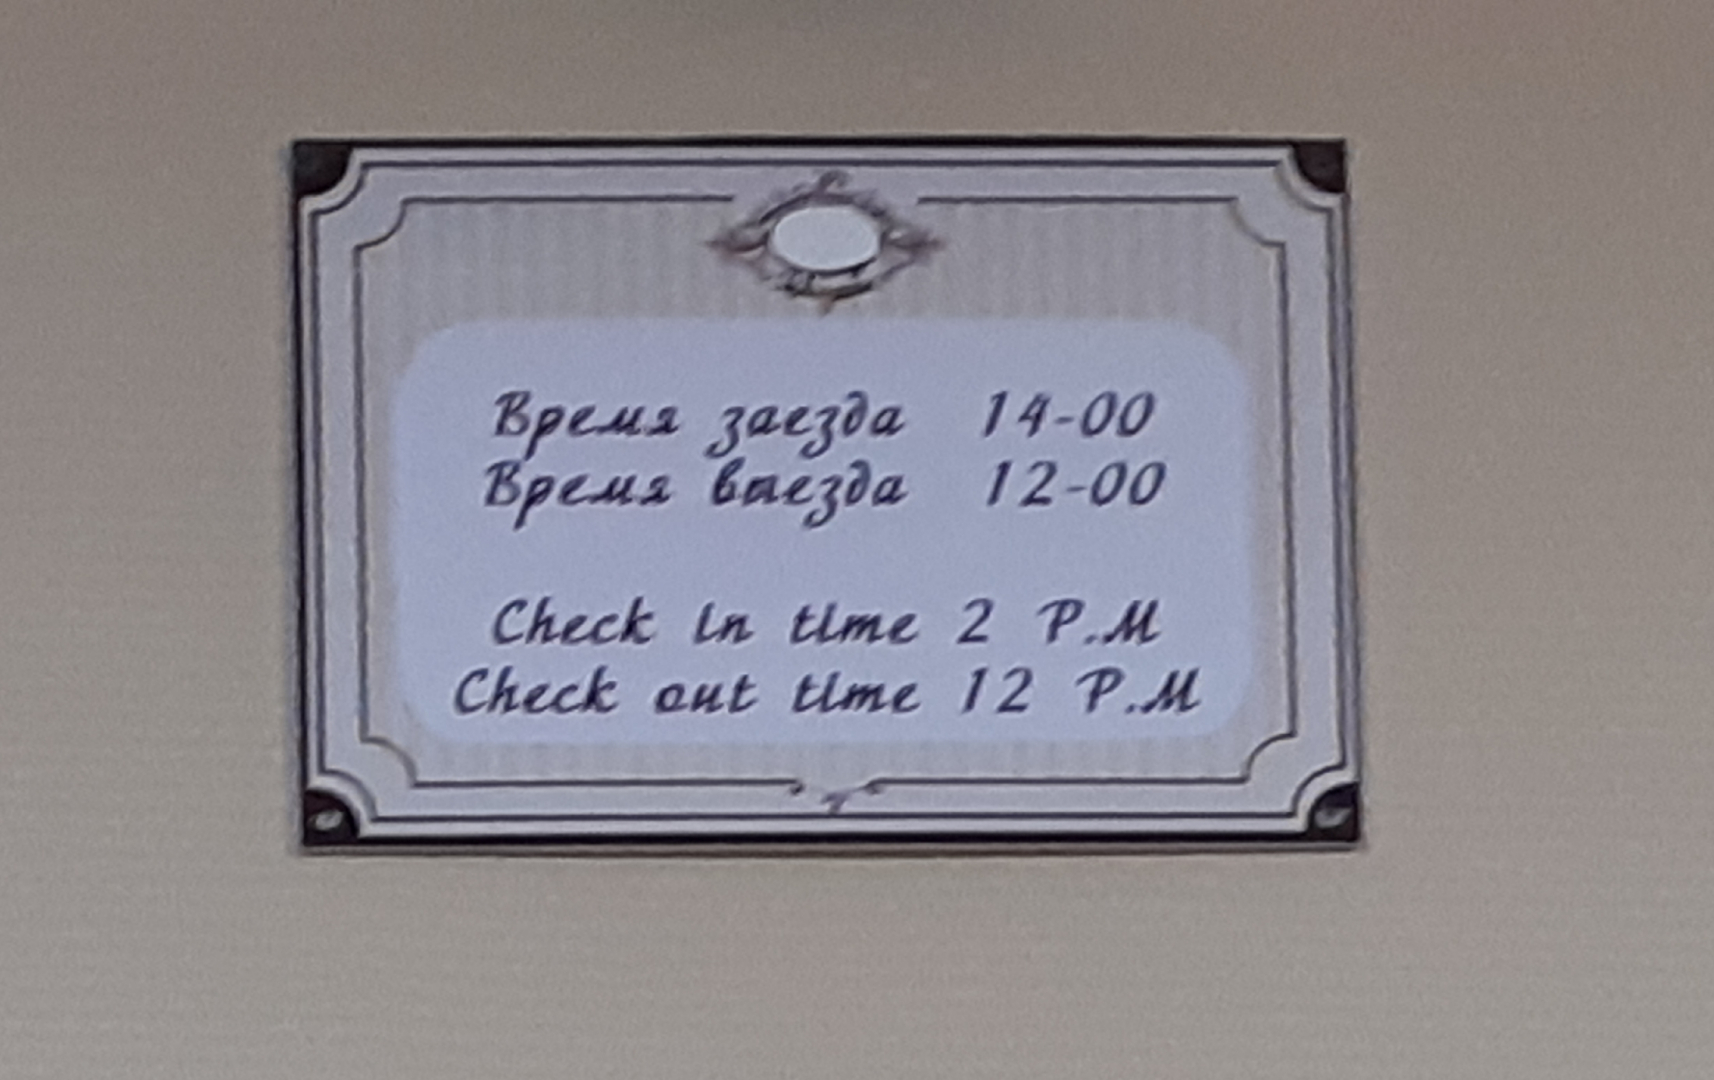 Время заезда 14-00
Время выезда 12-00
Check in time 2 P.M
Check out time 12 P.M